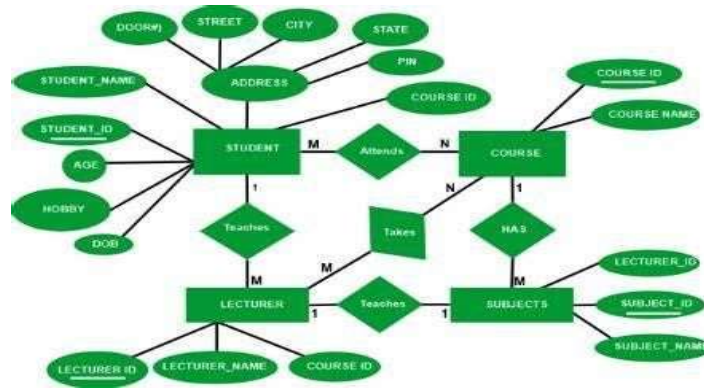 DOOR#)
STREET
CITY
STATE
PIN
ADDRESS
STUDENT_NAME
COURSE ID
COURSE ID
COURSE NAME
STUDENT_ID
STUDENT
M
Attends
N
COURSE
AGE
HOBBY
DOB
1
Teaches
M
N
Takes
M
1
HAS
M
LECTURER
1
Teaches
1
SUBJECTS
LECTURER_ID
SUBJECT_ID
SUBJECT_NAME
LECTURER ID
LECTURER_NAME
COURSE ID